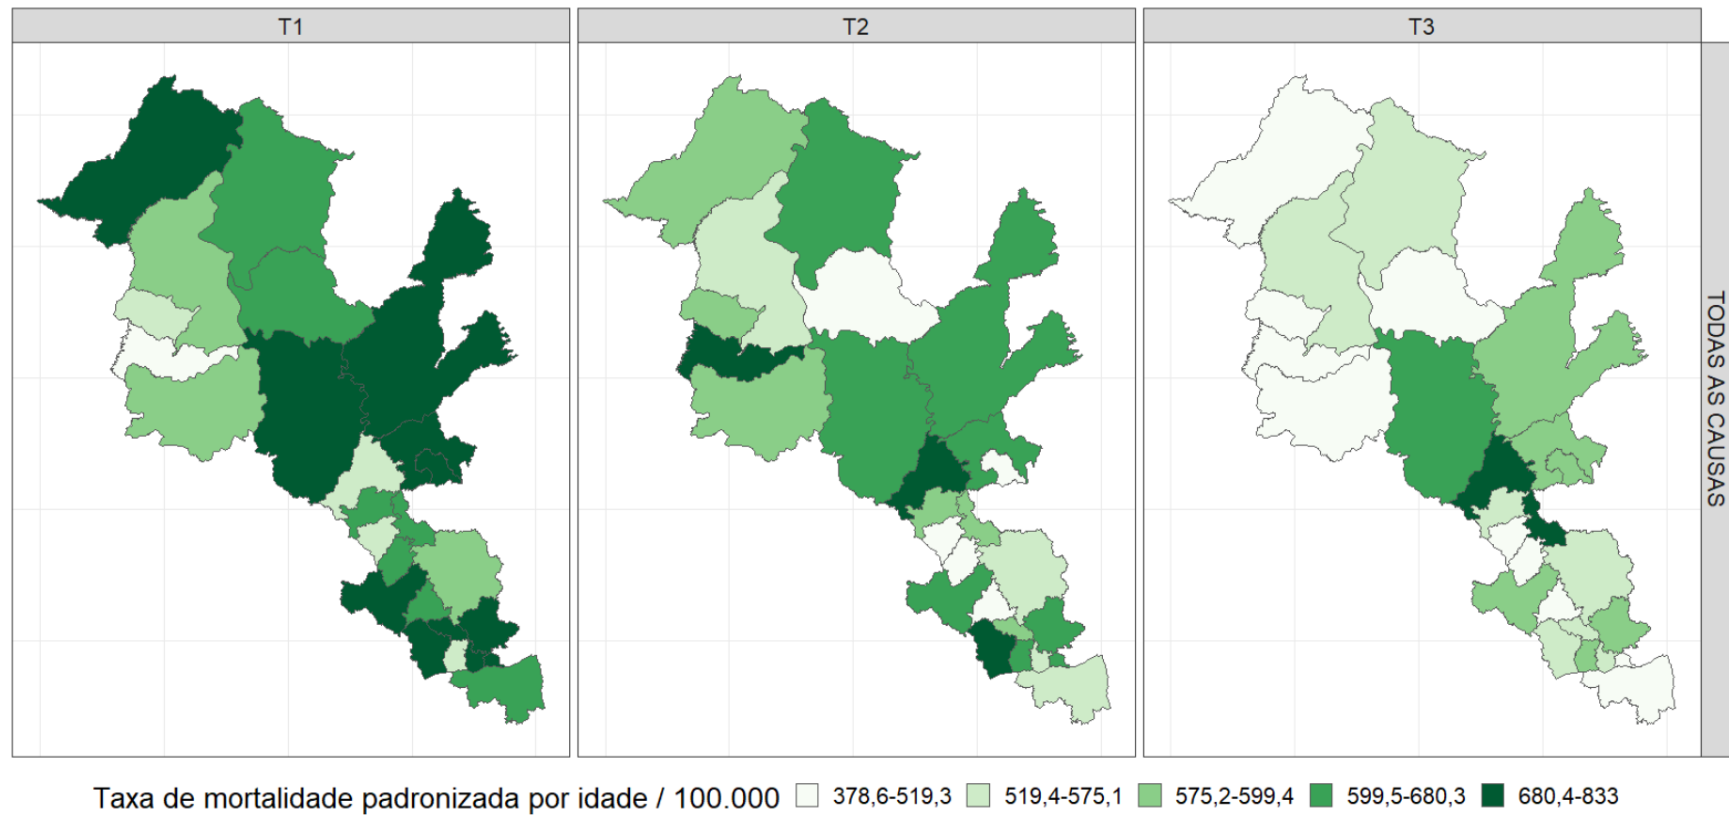 T1
T2
T3
TODAS AS CAUSAS
Taxa de mortalidade padronizada por idade / 100.000
378,6-519,3
519,4-575,1
575,2-599,4
599,5-680,3
680,4-833